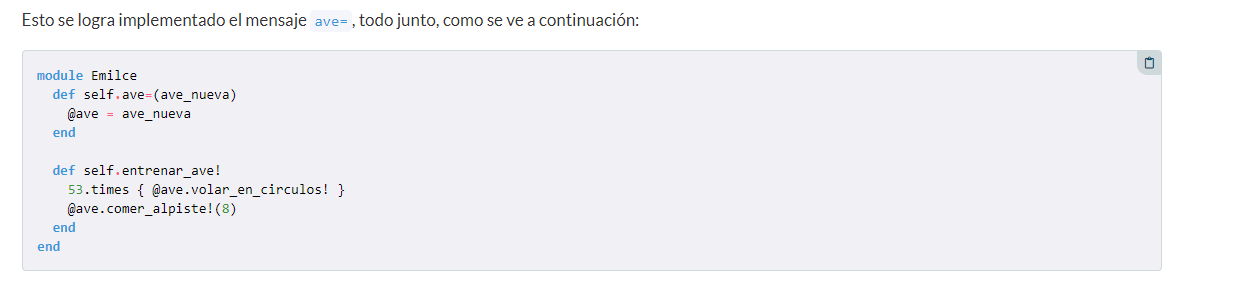 Esto se logra implementado el mensaje ave= , todo junto, como se ve a continuación:
module Emilce
  def self.ave=(ave_nueva)
    @ave = ave_nueva
  end

  def self.entrenar_ave!
    53.times { @ave.volar_en_circulos! }
    @ave.comer_alpiste!(8)
  end
end